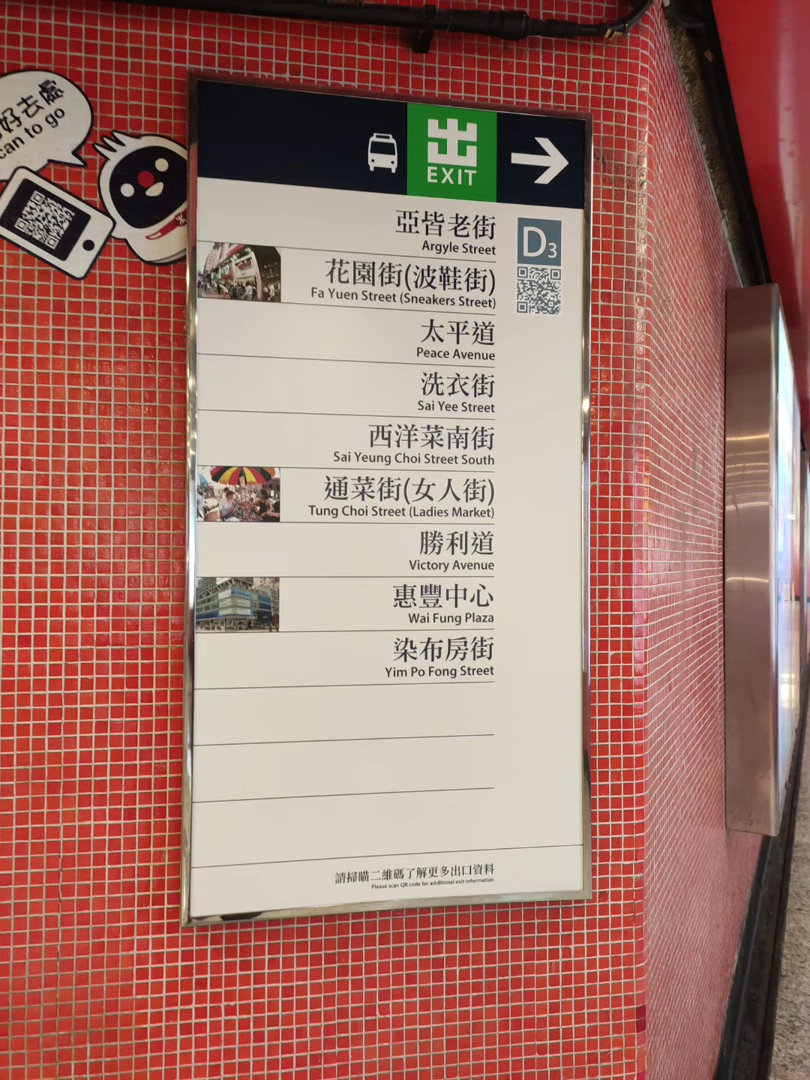 好去處
can to go
出
EXIT
亞皆老街
Argyle Street
D3
花園街(波鞋街)
Fa Yuen Street (Sneakers Street)
太平道
Peace Avenue
洗衣街
Sai Yee Street
西洋菜南街
Sai Yeung Choi Street South
通菜街(女人街)
Tung Choi Street (Ladies Market)
勝利道
Victory Avenue
惠豐中心
Wai Fung Plaza
染布房街
Yim Po Fong Street
請掃瞄二維碼了解更多出口資料
Please scan QR code for additional exit information